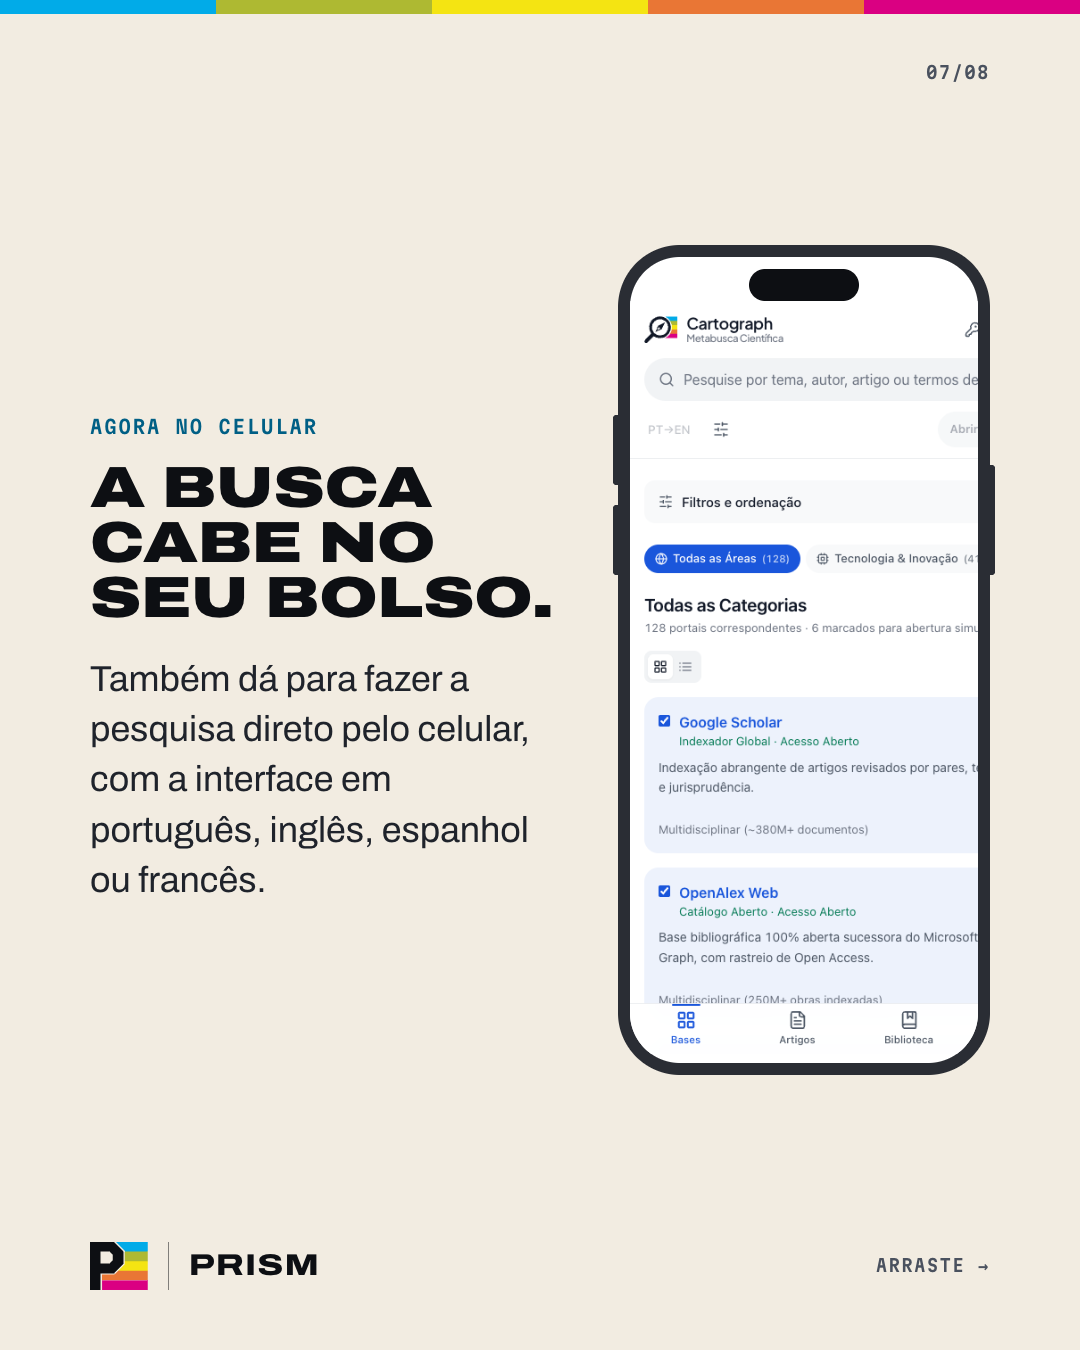 07/08
AGORA NO CELULAR
A BUSCA
CABE NO
SEU BOLSO.
Também dá para fazer a
pesquisa direto pelo celular,
com a interface em
português, inglês, espanhol
ou francês.
Cartograph
Metabusca Científica
Pesquise por tema, autor, artigo ou termos de
PT→EN
Abrir
Filtros e ordenação
Todas as Áreas (128)
Tecnologia & Inovação (41
Todas as Categorias
128 portais correspondentes · 6 marcados para abertura simu
Google Scholar
Indexador Global · Acesso Aberto
Indexação abrangente de artigos revisados por pares, te
e jurisprudência.
Multidisciplinar (~380M+ documentos)
OpenAlex Web
Catálogo Aberto · Acesso Aberto
Base bibliográfica 100% aberta sucessora do Microsoft
Graph, com rastreio de Open Access.
Multidisciplinar (250M+ obras indexadas)
Bases
Artigos
Biblioteca
PRISM
ARRASTE →